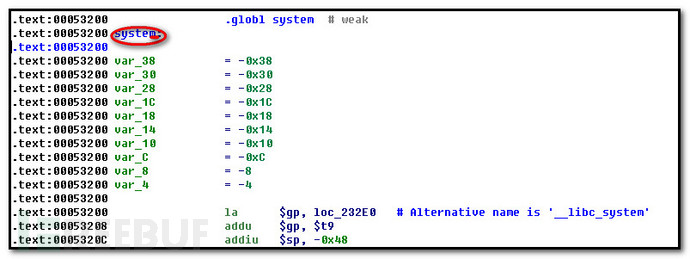 .text:00053200 .globl system # weak
.text:00053200 system:
.text:00053200
.text:00053200 var_38 = -0x38
.text:00053200 var_30 = -0x30
.text:00053200 var_28 = -0x28
.text:00053200 var_1C = -0x1C
.text:00053200 var_18 = -0x18
.text:00053200 var_14 = -0x14
.text:00053200 var_10 = -0x10
.text:00053200 var_C = -0xC
.text:00053200 var_8 = -8
.text:00053200 var_4 = -4
.text:00053200
.text:00053200 la $gp, loc_232E0 # Alternative name is '__libc_system'
.text:00053208 addu $gp, $t9
.text:0005320C addiu $sp, -0x48